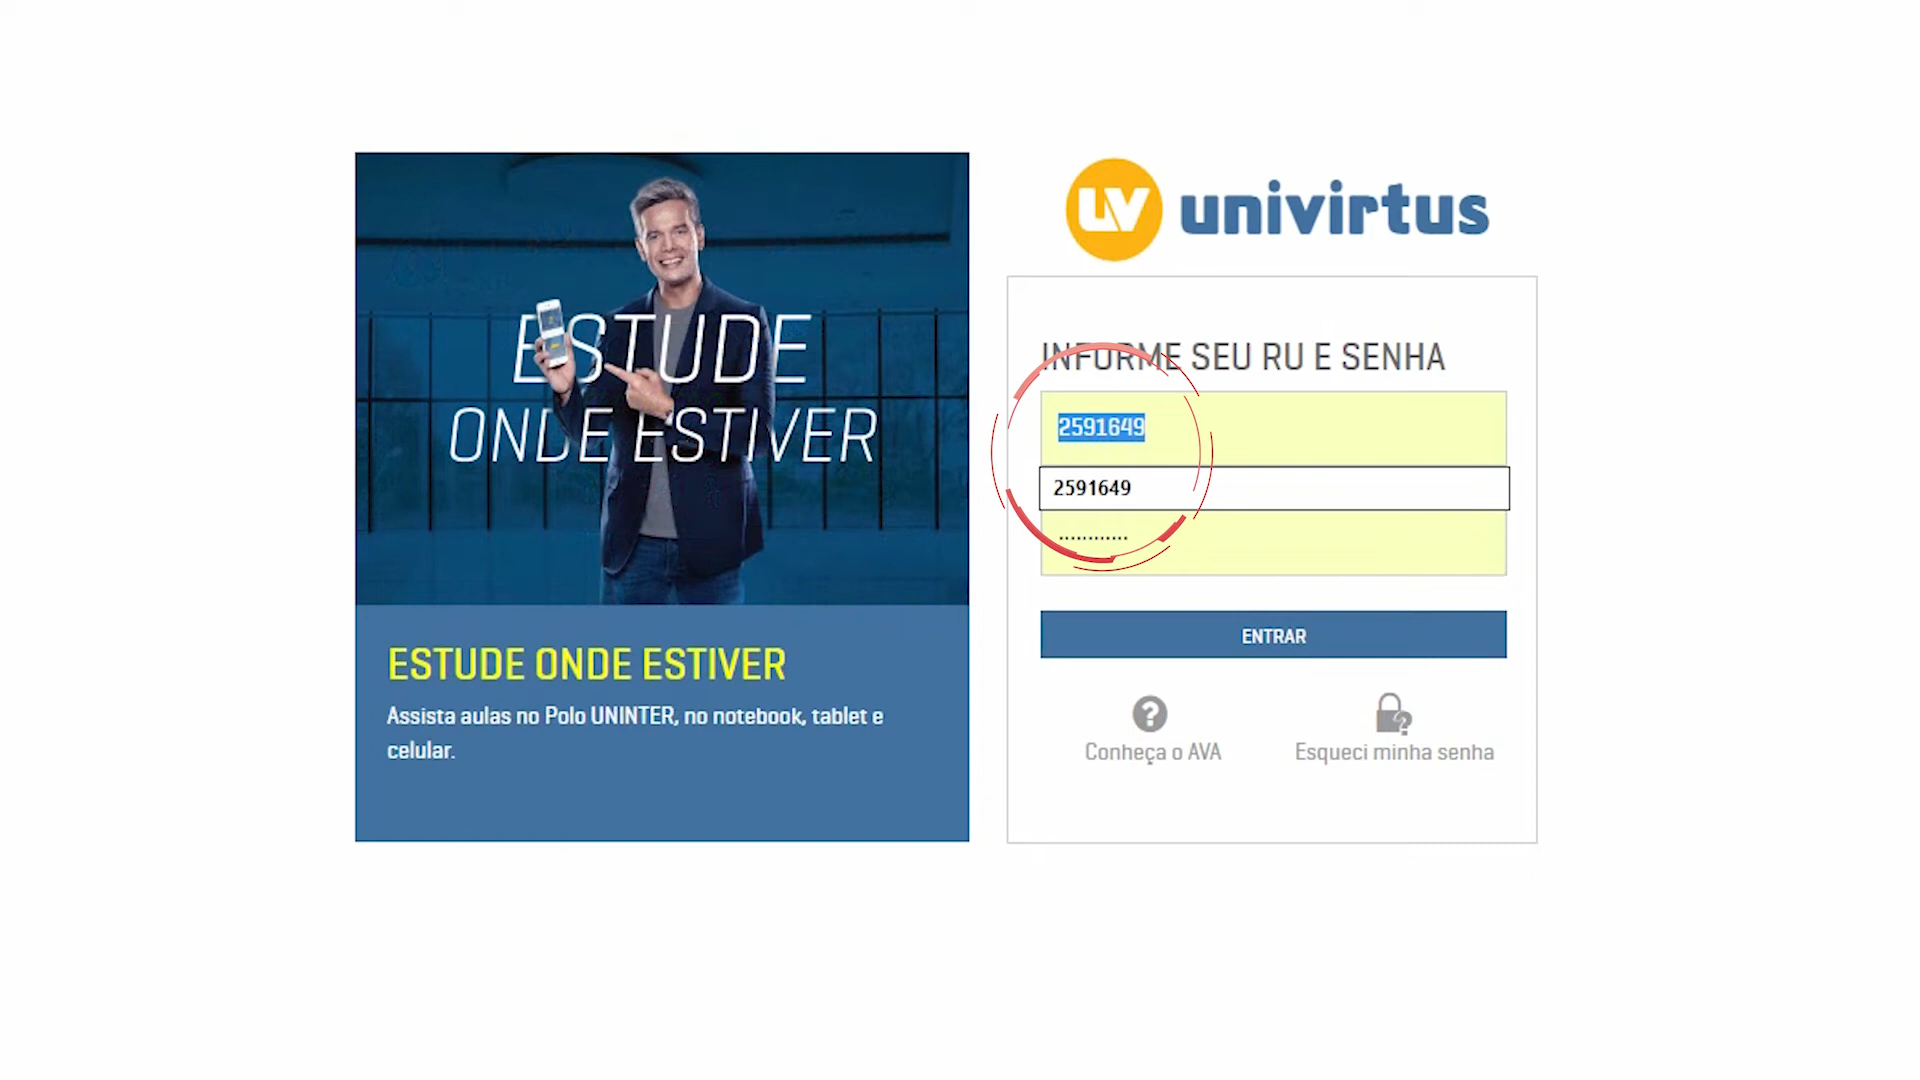 ESTUDE
ONDE ESTIVER
ESTUDE ONDE ESTIVER
Assista aulas no Polo UNINTER, no notebook, tablet e
celular.
UV univirtus
INFORME SEU RU E SENHA
2591649
2591649
............
ENTRAR
Conheça o AVA
Esqueci minha senha